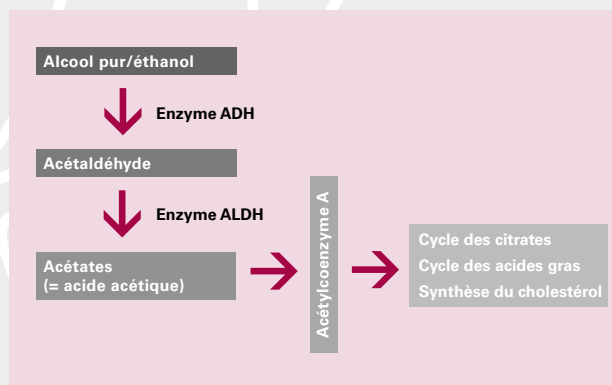 Alcool pur/éthanol
Enzyme ADH
Acétaldéhyde
Enzyme ALDH
Acétates
(= acide acétique)
Acétylcoenzyme A
Cycle des citrates
Cycle des acides gras
Synthèse du cholestérol